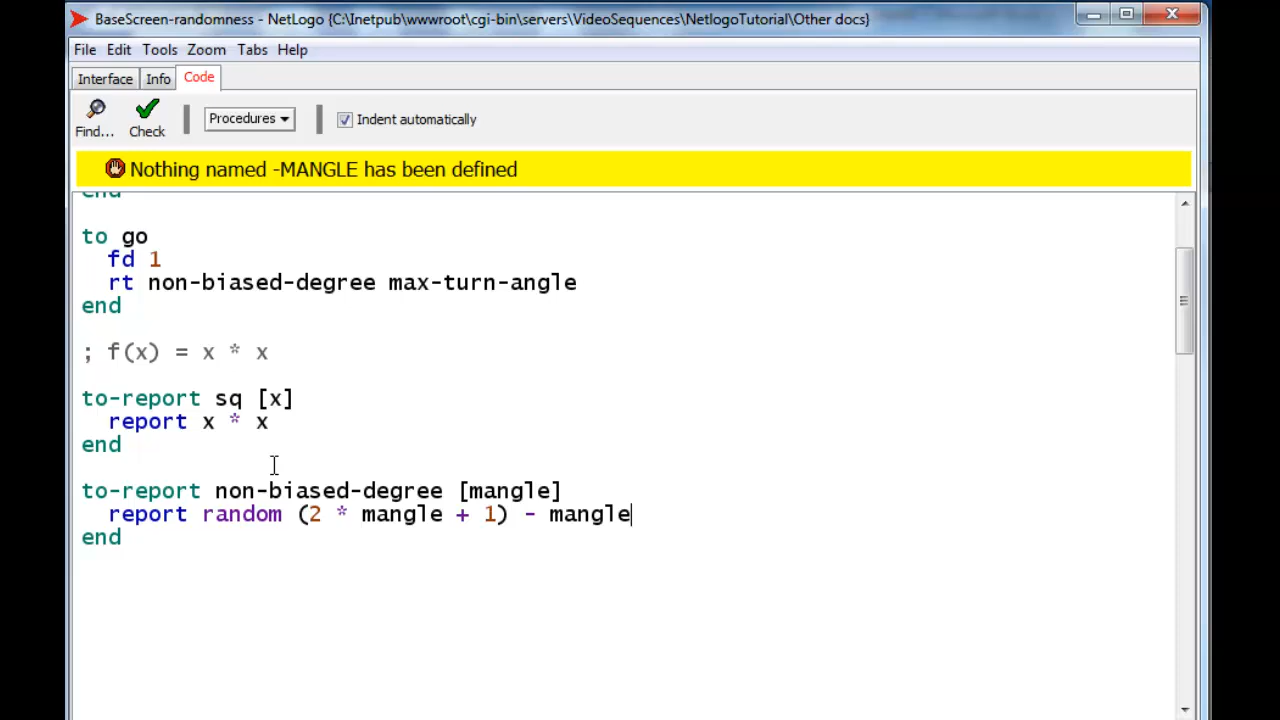 BaseScreen-randomness - NetLogo {C:\Inetpub\wwwroot\cgi-bin\servers\VideoSequences\NetlogoTutorial\Other docs}
File Edit Tools Zoom Tabs Help
Interface Info Code
Find... Check Procedures Indent automatically
Nothing named -MANGLE has been defined
end
to go
fd 1
rt non-biased-degree max-turn-angle
end
; f(x) = x * x
to-report sq [x]
report x * x
end
to-report non-biased-degree [mangle]
report random (2 * mangle + 1) - mangle
end